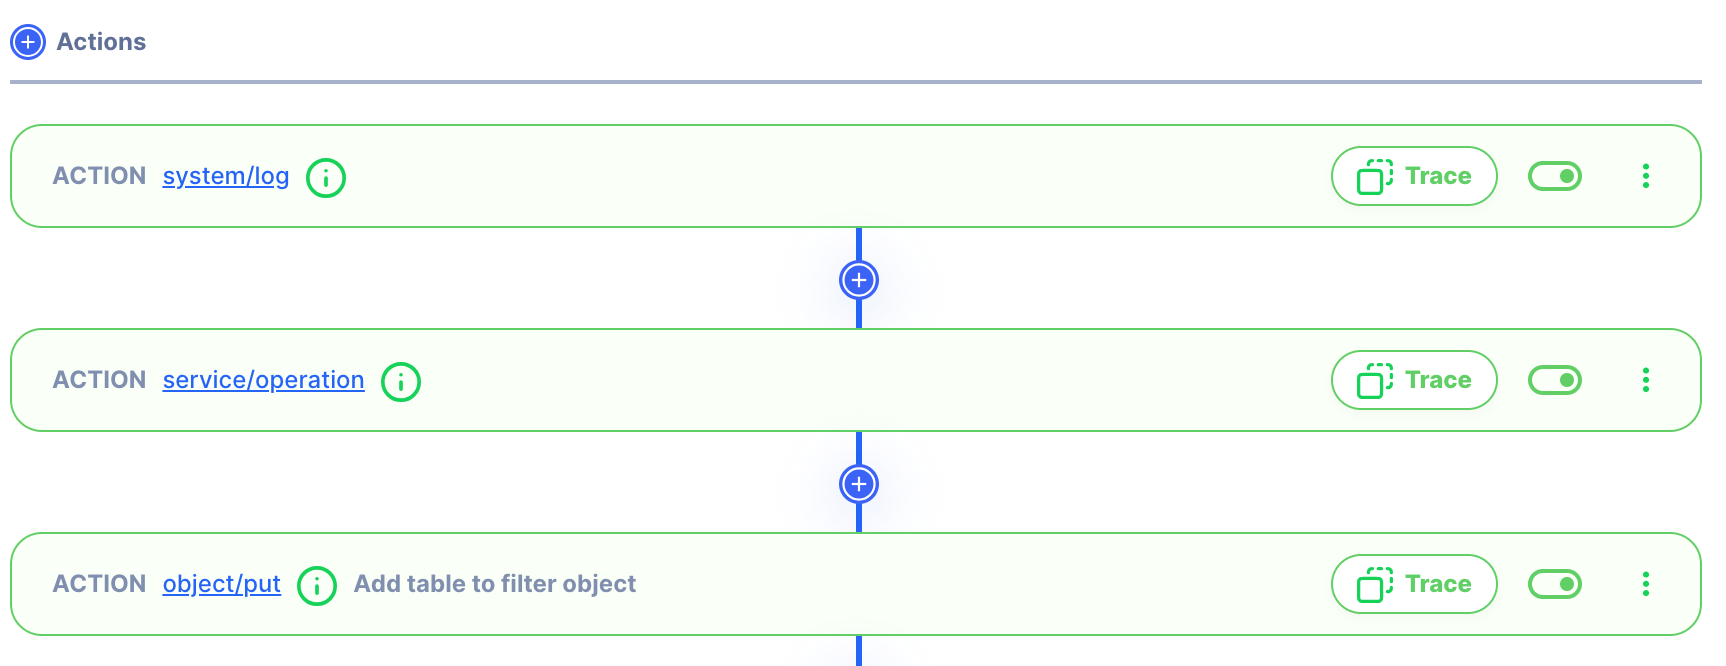 Actions
ACTION system/log Trace
ACTION service/operation Trace
ACTION object/put Add table to filter object Trace